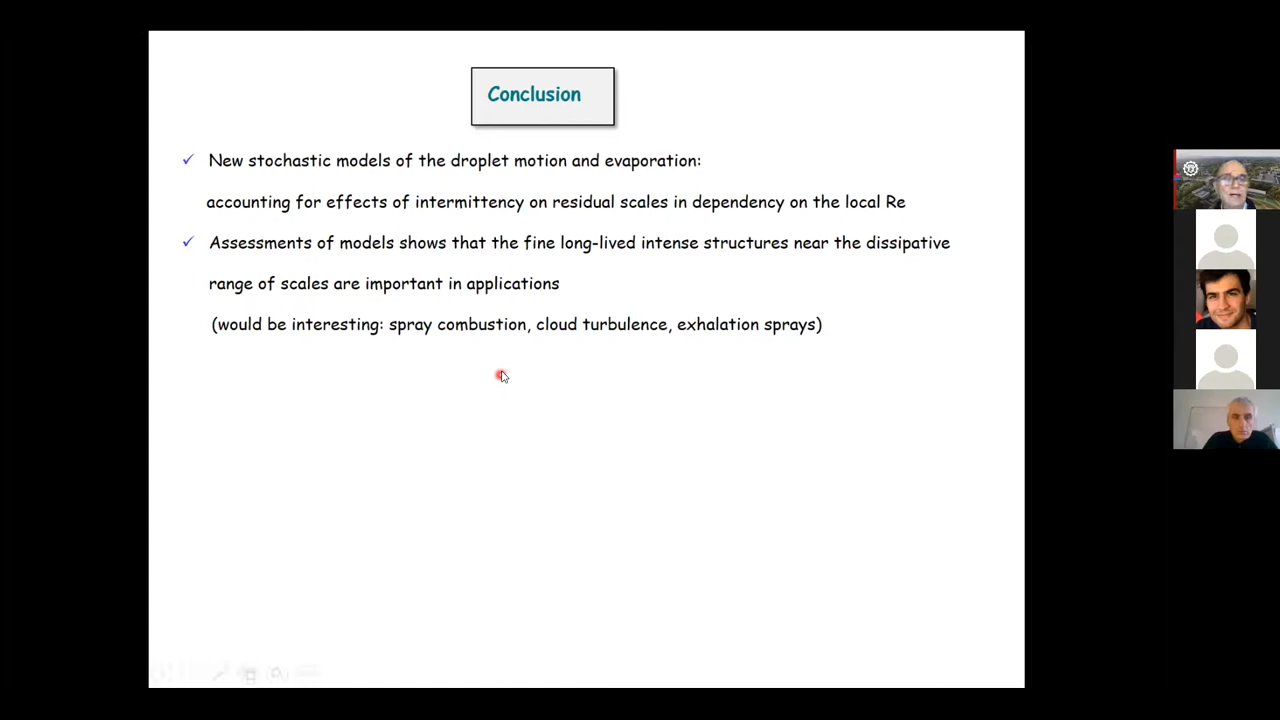 Conclusion
✓ New stochastic models of the droplet motion and evaporation:
accounting for effects of intermittency on residual scales in dependency on the local Re
✓ Assessments of models shows that the fine long-lived intense structures near the dissipative
range of scales are important in applications
(would be interesting: spray combustion, cloud turbulence, exhalation sprays)